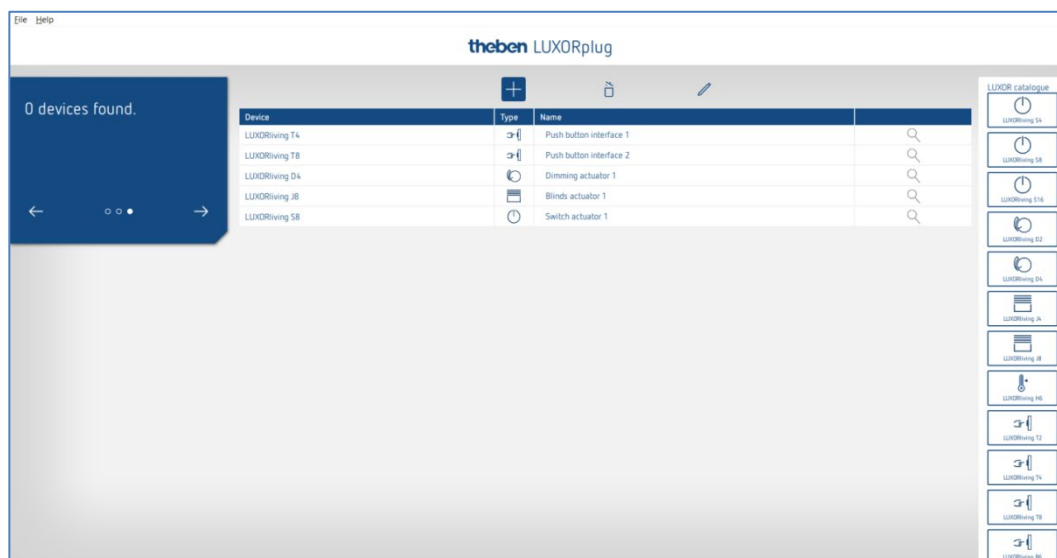 File Help
theben LUXORplug
0 devices found.
Device Type Name
LUXORliving T4 Push button interface 1
LUXORliving T8 Push button interface 2
LUXORliving D4 Dimming actuator 1
LUXORliving J8 Blinds actuator 1
LUXORliving S8 Switch actuator 1
LUXOR catalogue
LUXORliving S4
LUXORliving S8
LUXORliving S16
LUXORliving D2
LUXORliving D4
LUXORliving J4
LUXORliving J8
LUXORliving H6
LUXORliving T2
LUXORliving T4
LUXORliving T8
LUXORliving B6